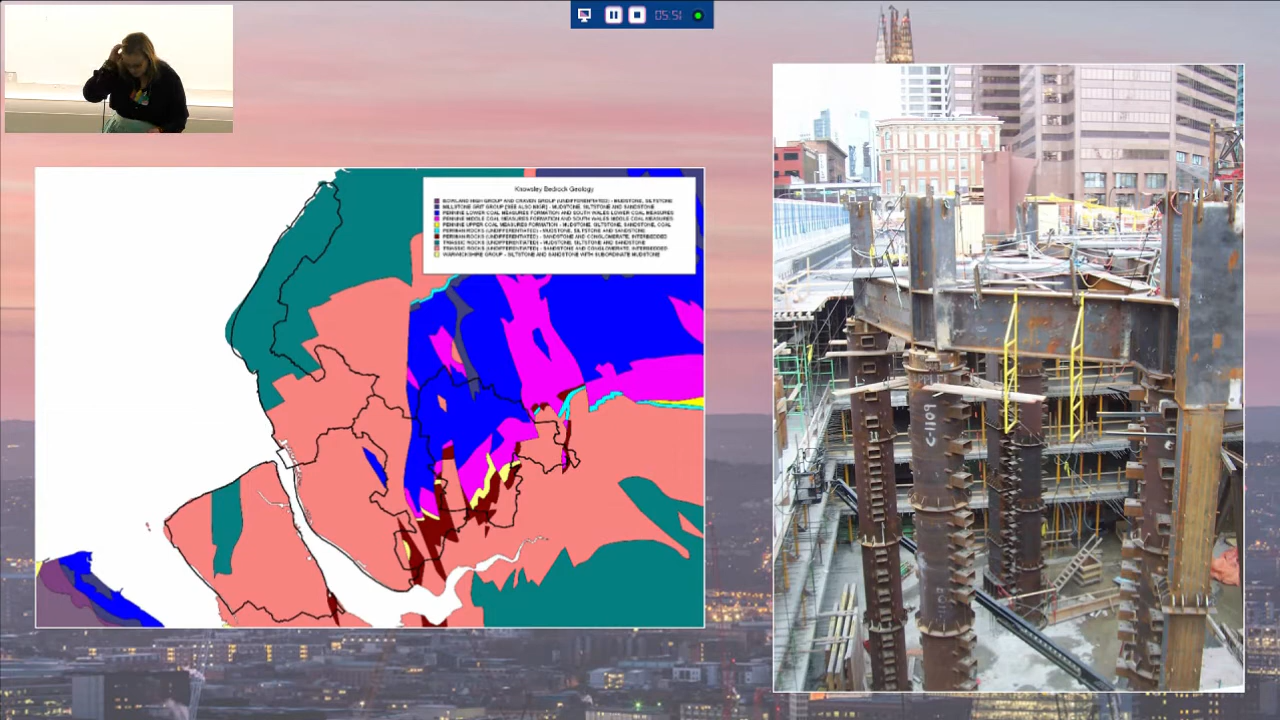 05:51
Knowsley Bedrock Geology
BOWLAND HIGH GROUP AND CRAVEN GROUP (UNDIFFERENTIATED) - MUDSTONE, SILTSTONE
MILLSTONE GRIT GROUP [SEE ALSO MIGR] - MUDSTONE, SILTSTONE AND SANDSTONE
PENNINE LOWER COAL MEASURES FORMATION AND SOUTH WALES LOWER COAL MEASURES
PENNINE MIDDLE COAL MEASURES FORMATION AND SOUTH WALES MIDDLE COAL MEASURES
PENNINE UPPER COAL MEASURES FORMATION - MUDSTONE, SILTSTONE, SANDSTONE, COAL
PERMIAN ROCKS (UNDIFFERENTIATED) - MUDSTONE, SILTSTONE AND SANDSTONE
PERMIAN ROCKS (UNDIFFERENTIATED) - SANDSTONE AND CONGLOMERATE, INTERBEDDED
TRIASSIC ROCKS (UNDIFFERENTIATED) - MUDSTONE, SILTSTONE AND SANDSTONE
TRIASSIC ROCKS (UNDIFFERENTIATED) - SANDSTONE AND CONGLOMERATE, INTERBEDDED
WARWICKSHIRE GROUP - SILTSTONE AND SANDSTONE WITH SUBORDINATE MUDSTONE